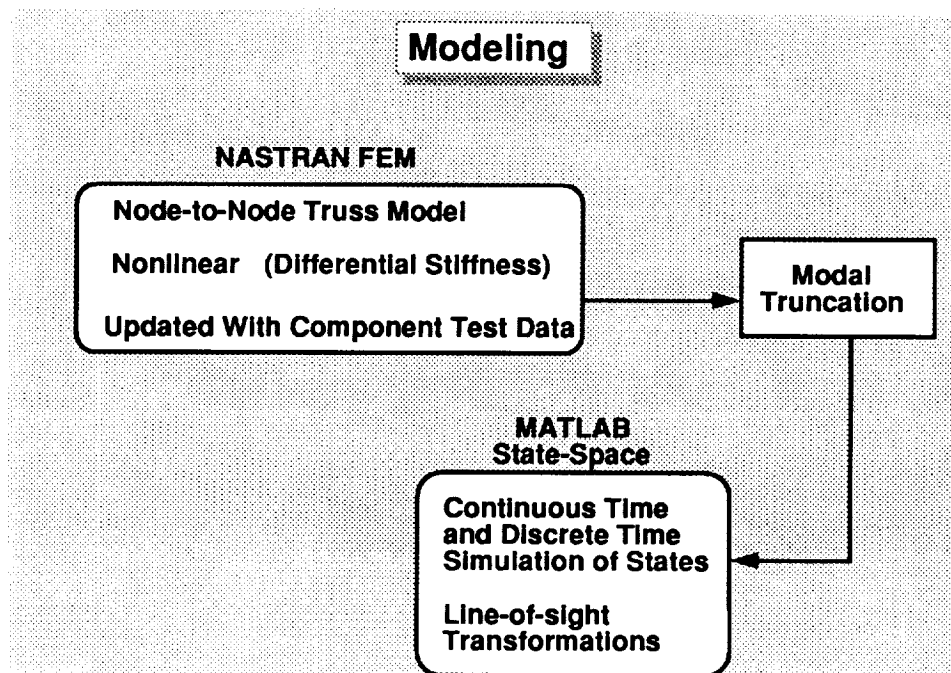 Modeling
NASTRAN FEM
Node-to-Node Truss Model
Nonlinear (Differential Stiffness)
Updated With Component Test Data
Modal
Truncation
MATLAB
State-Space
Continuous Time
and Discrete Time
Simulation of States
Line-of-sight
Transformations